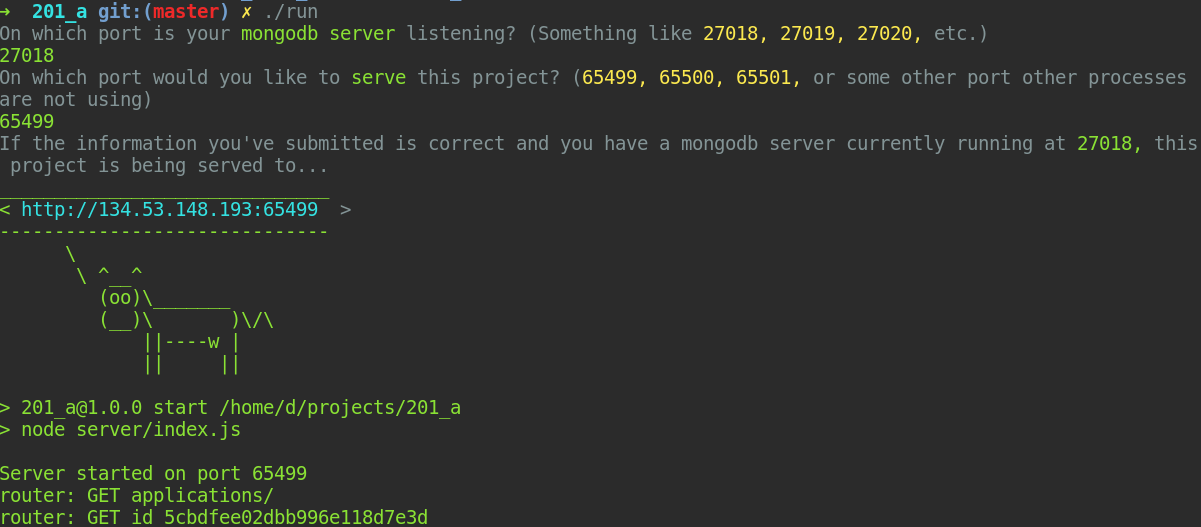 →  201_a git:(master) ✗ ./run
On which port is your mongodb server listening? (Something like 27018, 27019, 27020, etc.)
27018
On which port would you like to serve this project? (65499, 65500, 65501, or some other port other processes
are not using)
65499
If the information you've submitted is correct and you have a mongodb server currently running at 27018, this
 project is being served to...
______________________________
< http://134.53.148.193:65499  >
------------------------------
      \
       \ ^__^
         (oo)\_______
         (__)\       )\/\
             ||----w |
             ||     ||

> 201_a@1.0.0 start /home/d/projects/201_a
> node server/index.js

Server started on port 65499
router: GET applications/
router: GET id 5cbdfee02dbb996e118d7e3d